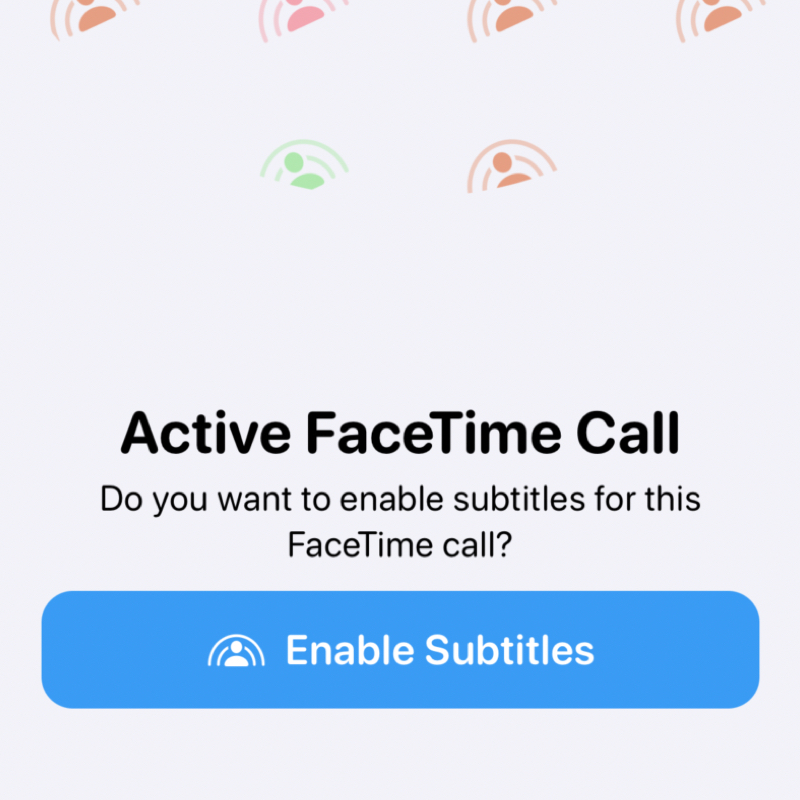 Active FaceTime Call
Do you want to enable subtitles for this
FaceTime call?
Enable Subtitles